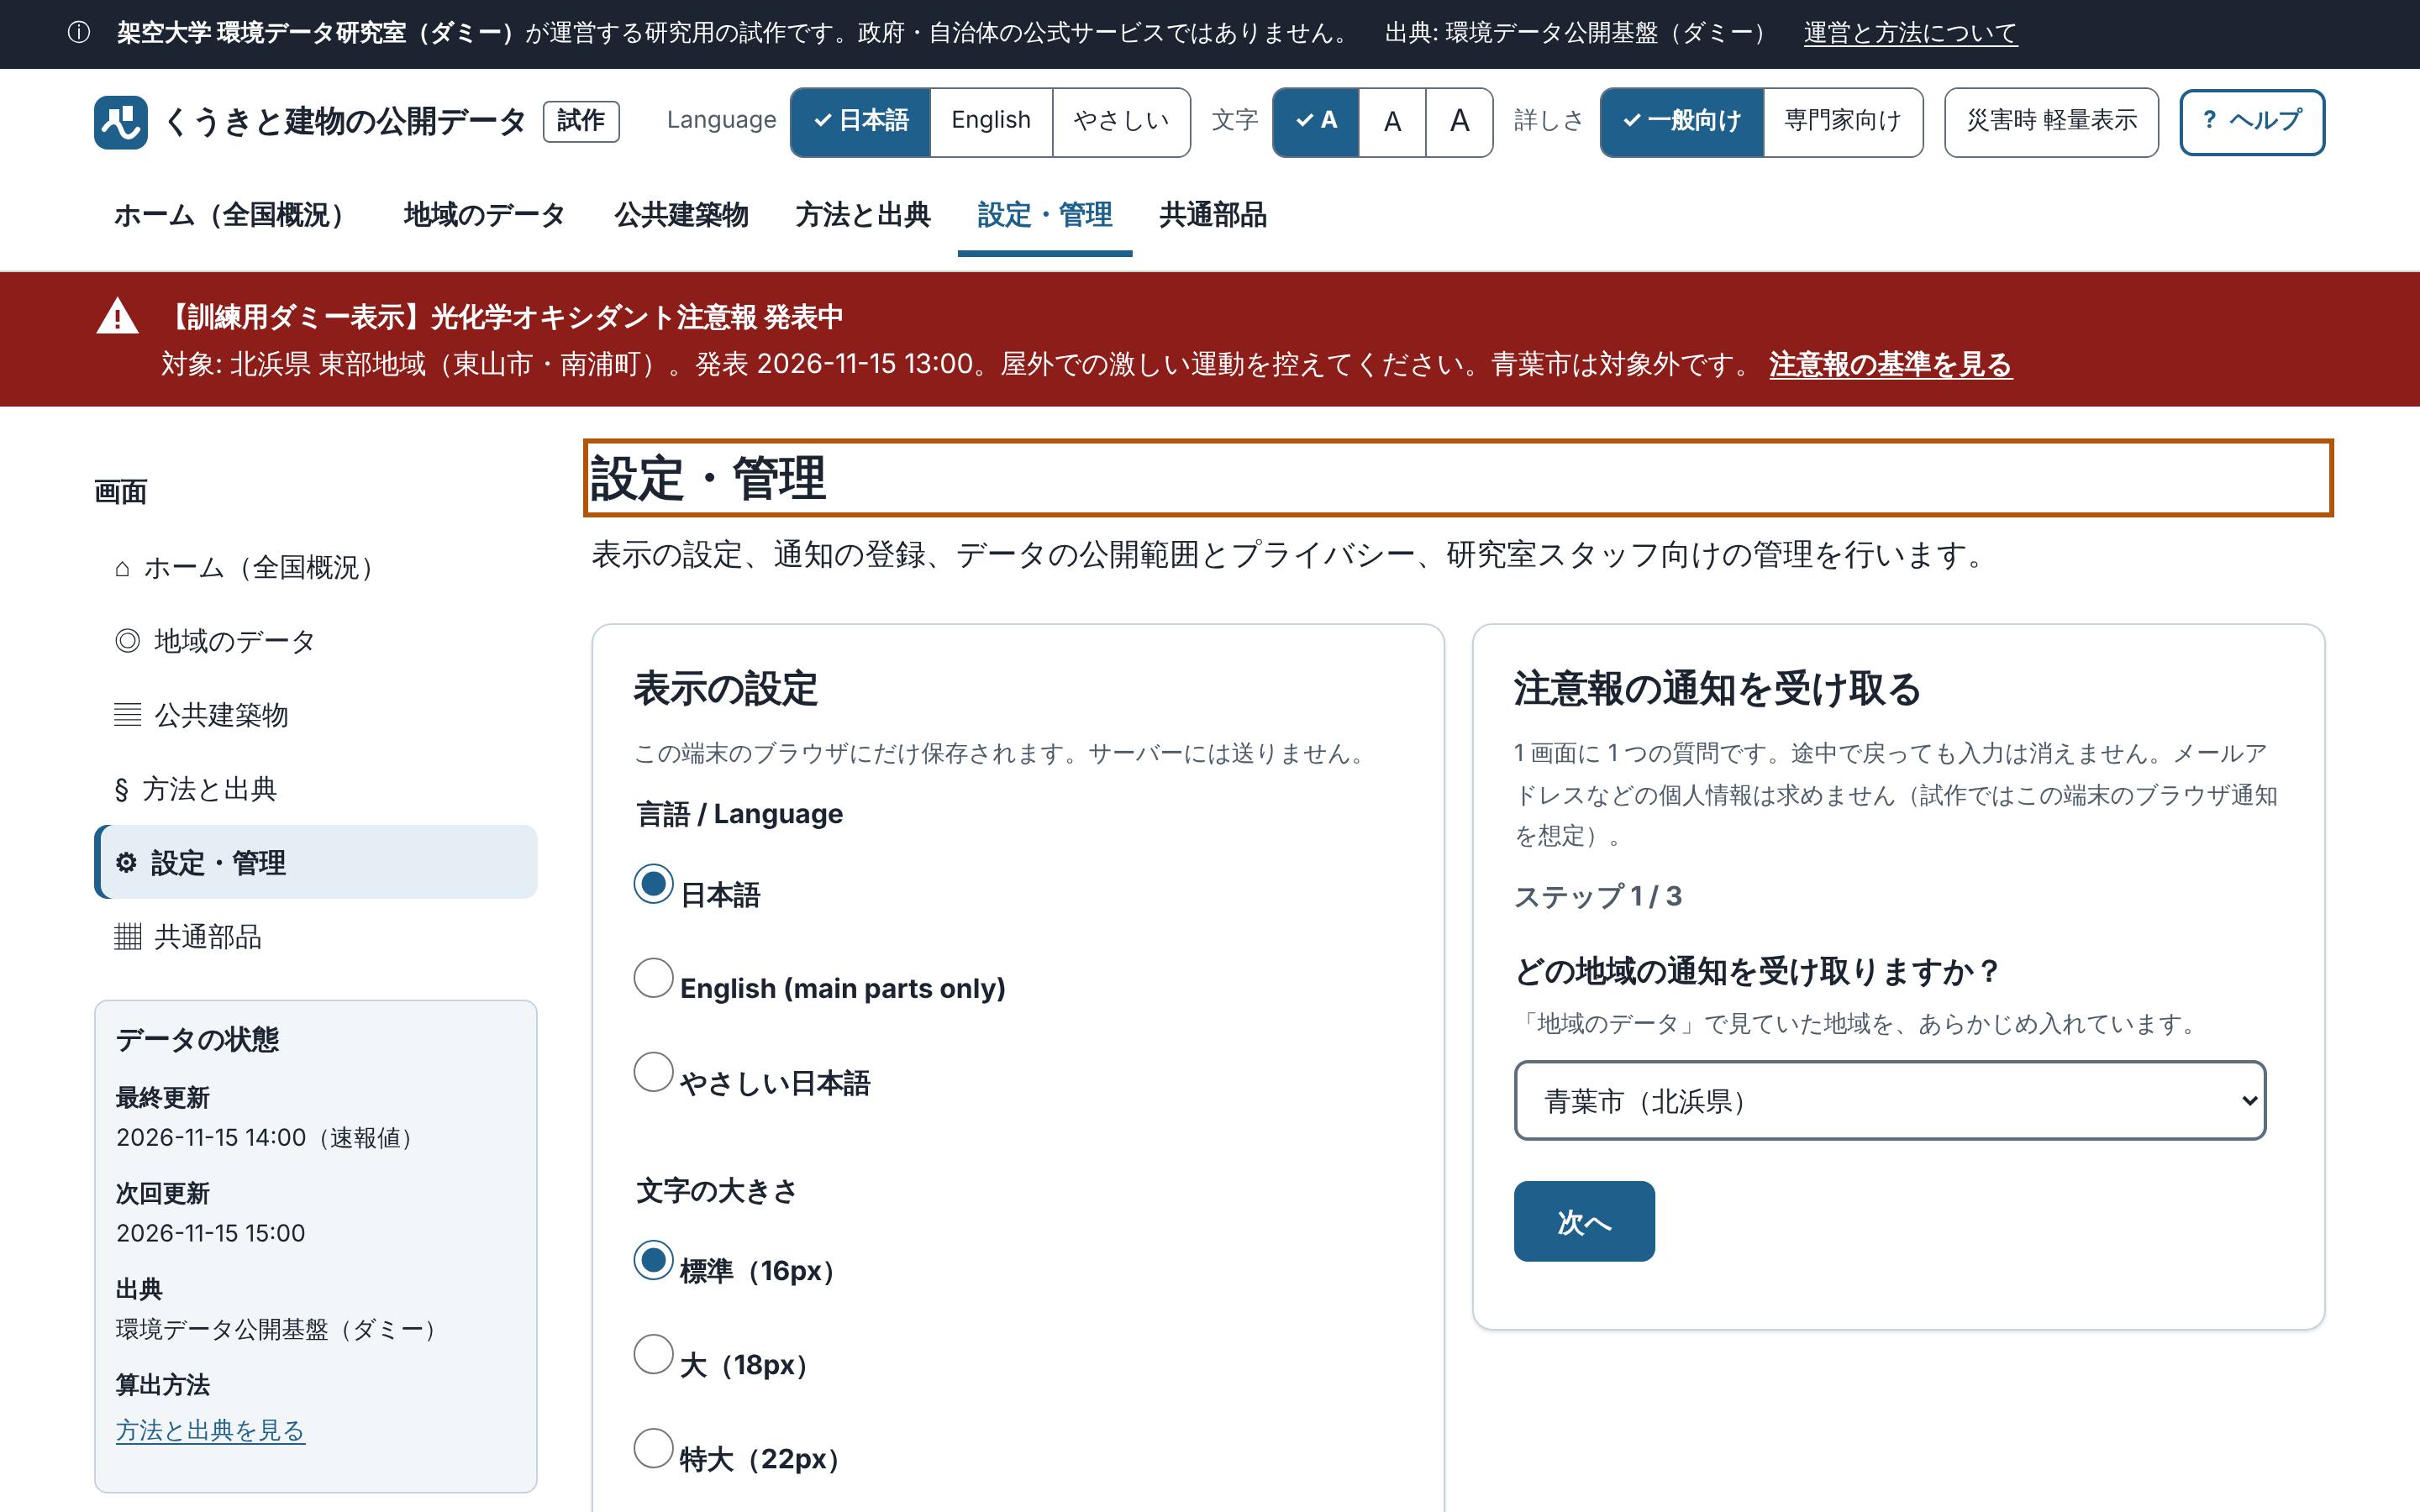 ⓘ 架空大学 環境データ研究室（ダミー）が運営する研究用の試作です。政府・自治体の公式サービスではありません。 出典: 環境データ公開基盤（ダミー） 運営と方法について
くうきと建物の公開データ 試作 Language ✓ 日本語 English やさしい 文字 ✓ A A A 詳しさ ✓ 一般向け 専門家向け 災害時 軽量表示 ? ヘルプ
ホーム（全国概況） 地域のデータ 公共建築物 方法と出典 設定・管理 共通部品
【訓練用ダミー表示】光化学オキシダント注意報 発表中
対象: 北浜県 東部地域（東山市・南浦町）。発表 2026-11-15 13:00。屋外での激しい運動を控えてください。青葉市は対象外です。 注意報の基準を見る
画面
⌂ ホーム（全国概況）
◎ 地域のデータ
▤ 公共建築物
§ 方法と出典
⚙ 設定・管理
▦ 共通部品
データの状態
最終更新
2026-11-15 14:00（速報値）
次回更新
2026-11-15 15:00
出典
環境データ公開基盤（ダミー）
算出方法
方法と出典を見る
設定・管理
表示の設定、通知の登録、データの公開範囲とプライバシー、研究室スタッフ向けの管理を行います。
表示の設定
この端末のブラウザにだけ保存されます。サーバーには送りません。
言語 / Language
日本語
English (main parts only)
やさしい日本語
文字の大きさ
標準（16px）
大（18px）
特大（22px）
注意報の通知を受け取る
1 画面に 1 つの質問です。途中で戻っても入力は消えません。メールア
ドレスなどの個人情報は求めません（試作ではこの端末のブラウザ通知
を想定）。
ステップ 1 / 3
どの地域の通知を受け取りますか？
「地域のデータ」で見ていた地域を、あらかじめ入れています。
青葉市（北浜県）
次へ